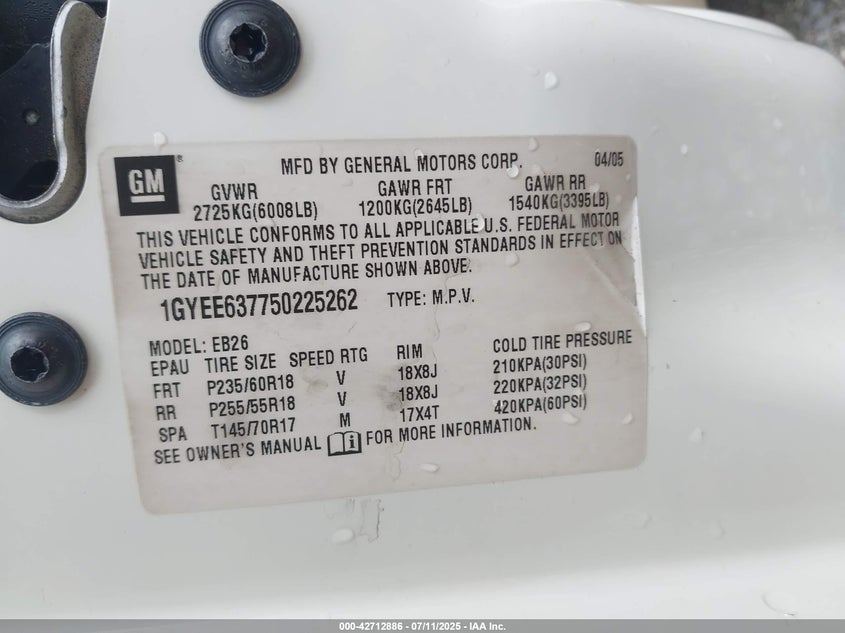 GM ®
MFD BY GENERAL MOTORS CORP. 04/05
GVWR GAWR FRT GAWR RR
2725KG(6008LB) 1200KG(2645LB) 1540KG(3395LB)
THIS VEHICLE CONFORMS TO ALL APPLICABLE U.S. FEDERAL MOTOR
VEHICLE SAFETY AND THEFT PREVENTION STANDARDS IN EFFECT ON
THE DATE OF MANUFACTURE SHOWN ABOVE.
1GYEE637750225262 TYPE: M.P.V.
MODEL: EB26
EPAU TIRE SIZE SPEED RTG RIM COLD TIRE PRESSURE
FRT P235/60R18 V 18X8J 210KPA(30PSI)
RR P255/55R18 V 18X8J 220KPA(32PSI)
SPA T145/70R17 M 17X4T 420KPA(60PSI)
SEE OWNER'S MANUAL i FOR MORE INFORMATION.
000-42712886 - 07/11/2025 - IAA Inc.